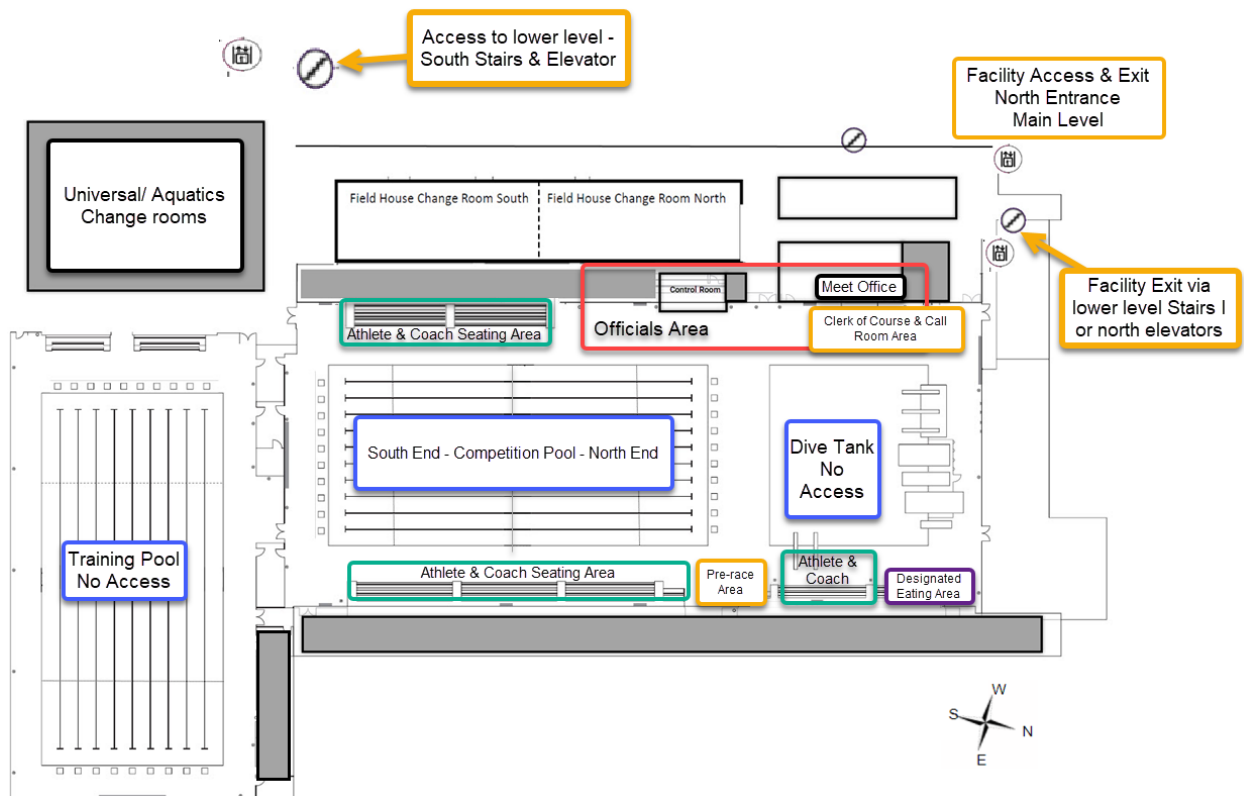 Access to lower level -
South Stairs & Elevator
Facility Access & Exit
North Entrance
Main Level
Universal/ Aquatics
Change rooms
Field House Change Room South
Field House Change Room North
Control Room
Meet Office
Facility Exit via
lower level Stairs I
or north elevators
Athlete & Coach Seating Area
Officials Area
Clerk of Course & Call
Room Area
South End - Competition Pool - North End
Dive Tank
No
Access
Training Pool
No Access
Athlete & Coach Seating Area
Pre-race
Area
Athlete &
Coach
Designated
Eating Area
W
S
N
E